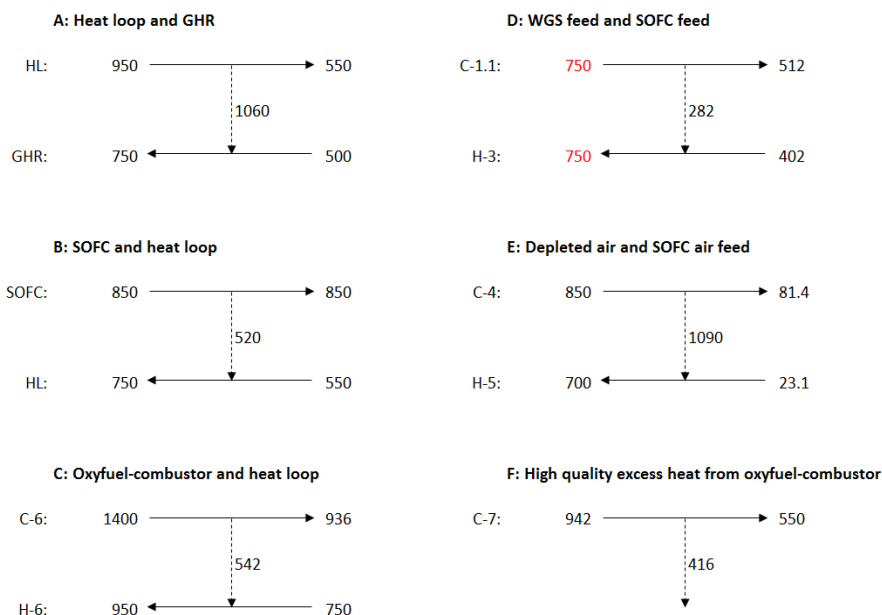 A: Heat loop and GHR
HL: 950 550
1060
GHR: 750 500
B: SOFC and heat loop
SOFC: 850 850
520
HL: 750 550
C: Oxyfuel-combustor and heat loop
C-6: 1400 936
542
H-6: 950 750
D: WGS feed and SOFC feed
C-1.1: 750 512
282
H-3: 750 402
E: Depleted air and SOFC air feed
C-4: 850 81.4
1090
H-5: 700 23.1
F: High quality excess heat from oxyfuel-combustor
C-7: 942 550
416